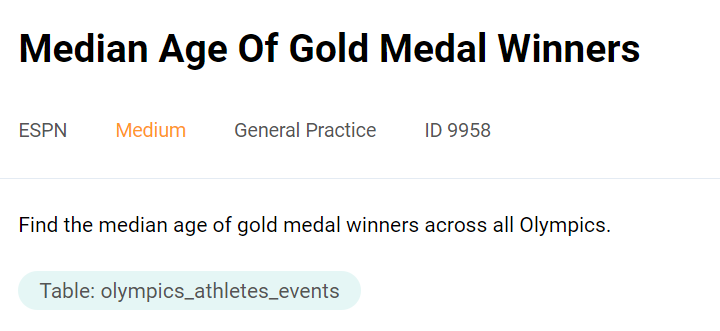 Median Age Of Gold Medal Winners
ESPN Medium General Practice ID 9958
Find the median age of gold medal winners across all Olympics.
Table: olympics_athletes_events